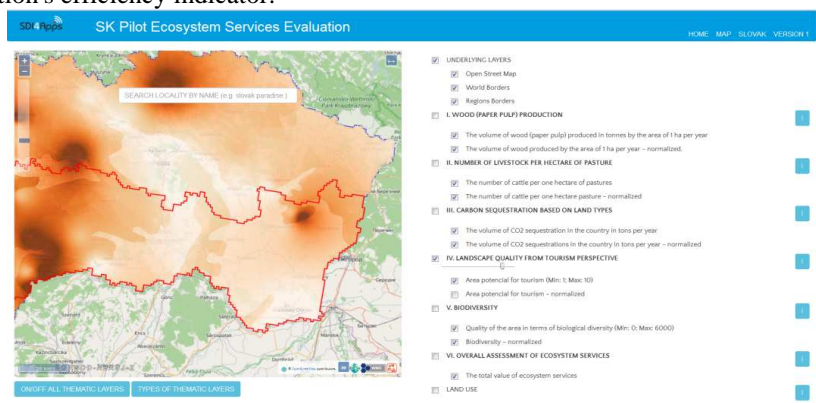 tion's efficiency indicator.
SDI4Apps SK Pilot Ecosystem Services Evaluation
HOME MAP SLOVAK VERSION 1
SEARCH LOCALITY BY NAME (e.g. slovak paradise )
ON/OFF ALL THEMATIC LAYERS TYPES OF THEMATIC LAYERS
UNDERLYING LAYERS
Open Street Map
World Borders
Regions Borders
I. WOOD (PAPER PULP) PRODUCTION
The volume of wood (paper pulp) produced in tonnes by the area of 1 ha per year
The volume of wood produced by the area of 1 ha per year – normalized.
II. NUMBER OF LIVESTOCK PER HECTARE OF PASTURE
The number of cattle per one hectare of pastures
The number of cattle per one hectare pasture – normalized
III. CARBON SEQUESTRATION BASED ON LAND TYPES
The volume of CO2 sequestration in the country in tons per year
The volume of CO2 sequestrations in the country in tons per year – normalized
IV. LANDSCAPE QUALITY FROM TOURISM PERSPECTIVE
Area potencial for tourism (Min: 1; Max: 10)
Area potencial for tourism – normalized
V. BIODIVERSITY
Quality of the area in terms of biological diversity (Min: 0; Max: 6000)
Biodiversity – normalized
VI. OVERALL ASSESSMENT OF ECOSYSTEM SERVICES
The total value of ecosystem services
LAND USE